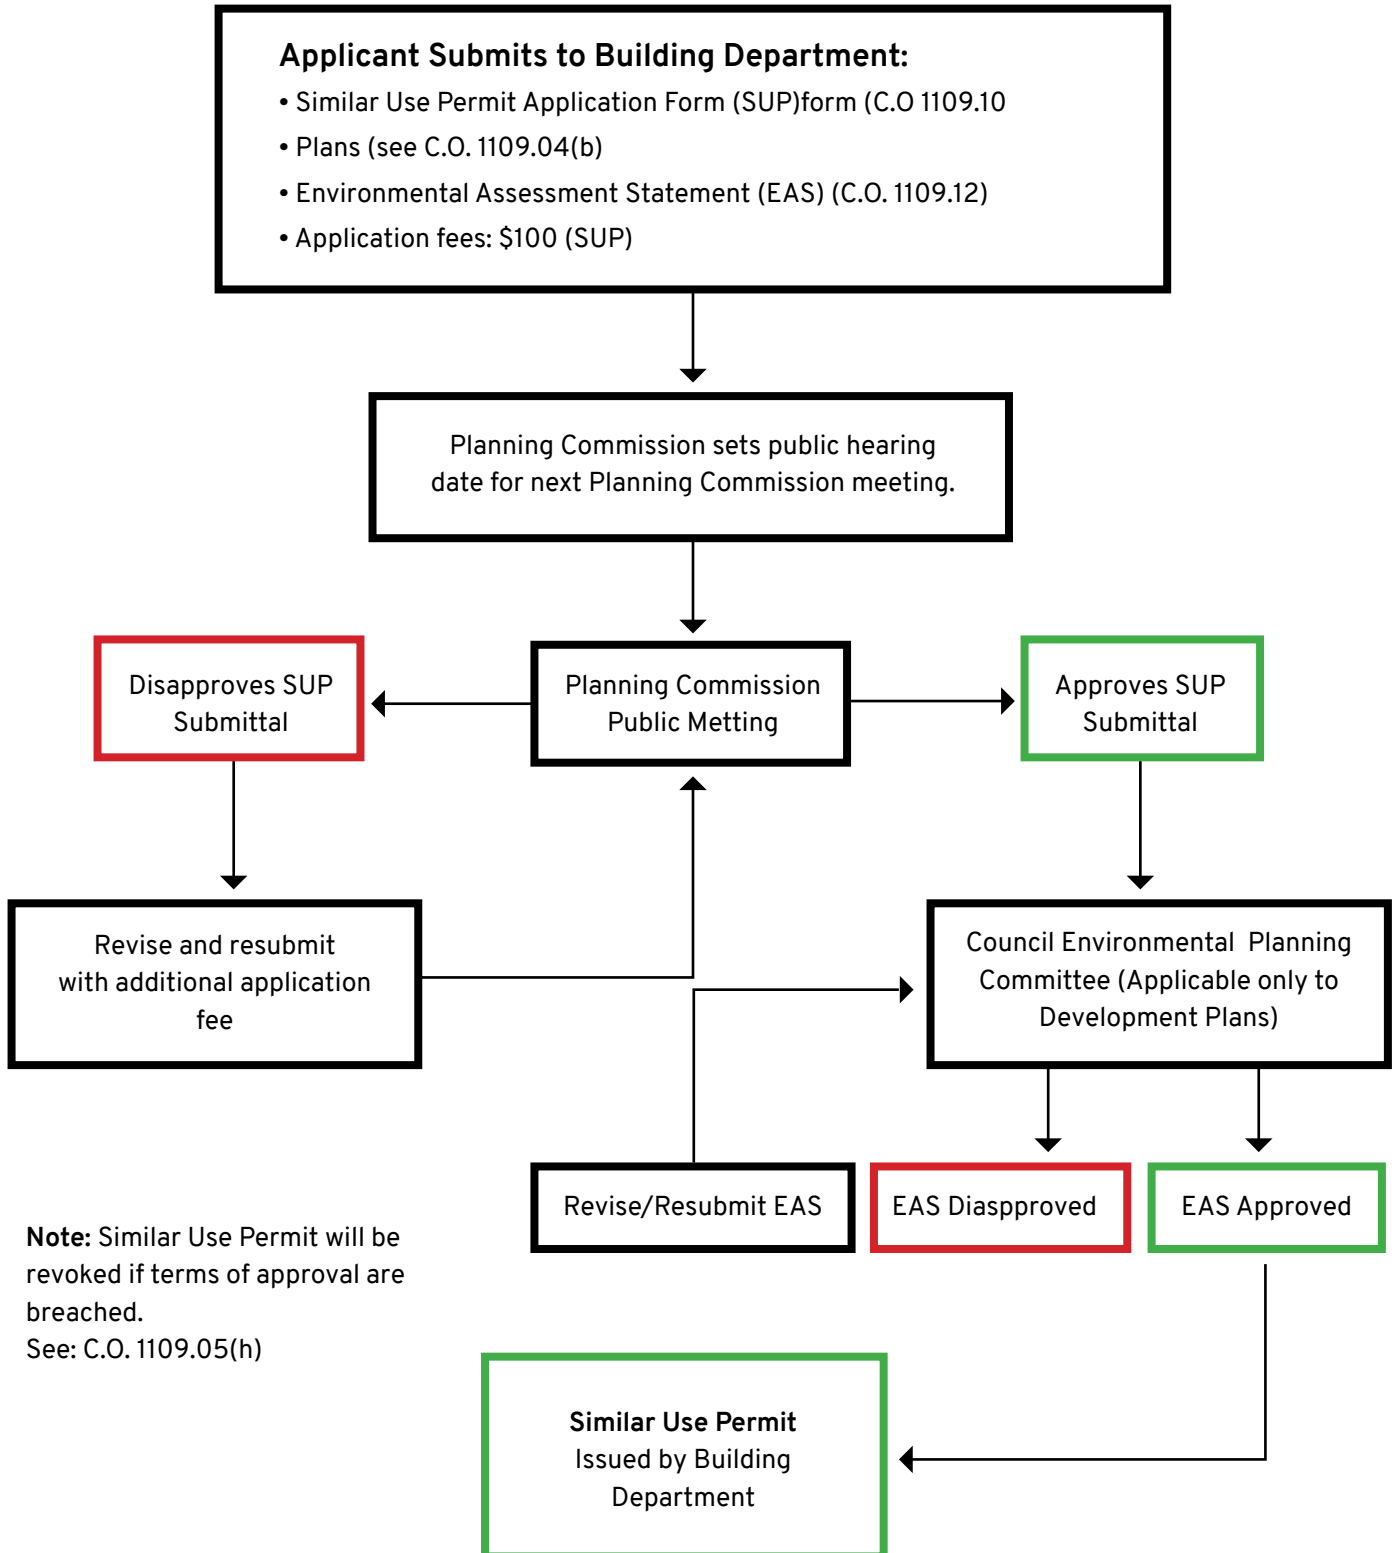 Applicant Submits to Building Department:
• Similar Use Permit Application Form (SUP)form (C.O 1109.10
• Plans (see C.O. 1109.04(b)
• Environmental Assessment Statement (EAS) (C.O. 1109.12)
• Application fees: $100 (SUP)
Planning Commission sets public hearing
date for next Planning Commission meeting.
Disapproves SUP
Submittal
Planning Commission
Public Metting
Approves SUP
Submittal
Revise and resubmit
with additional application
fee
Council Environmental Planning
Committee (Applicable only to
Development Plans)
Revise/Resubmit EAS
EAS Diaspproved
EAS Approved
Note: Similar Use Permit will be
revoked if terms of approval are
breached.
See: C.O. 1109.05(h)
Similar Use Permit
Issued by Building
Department